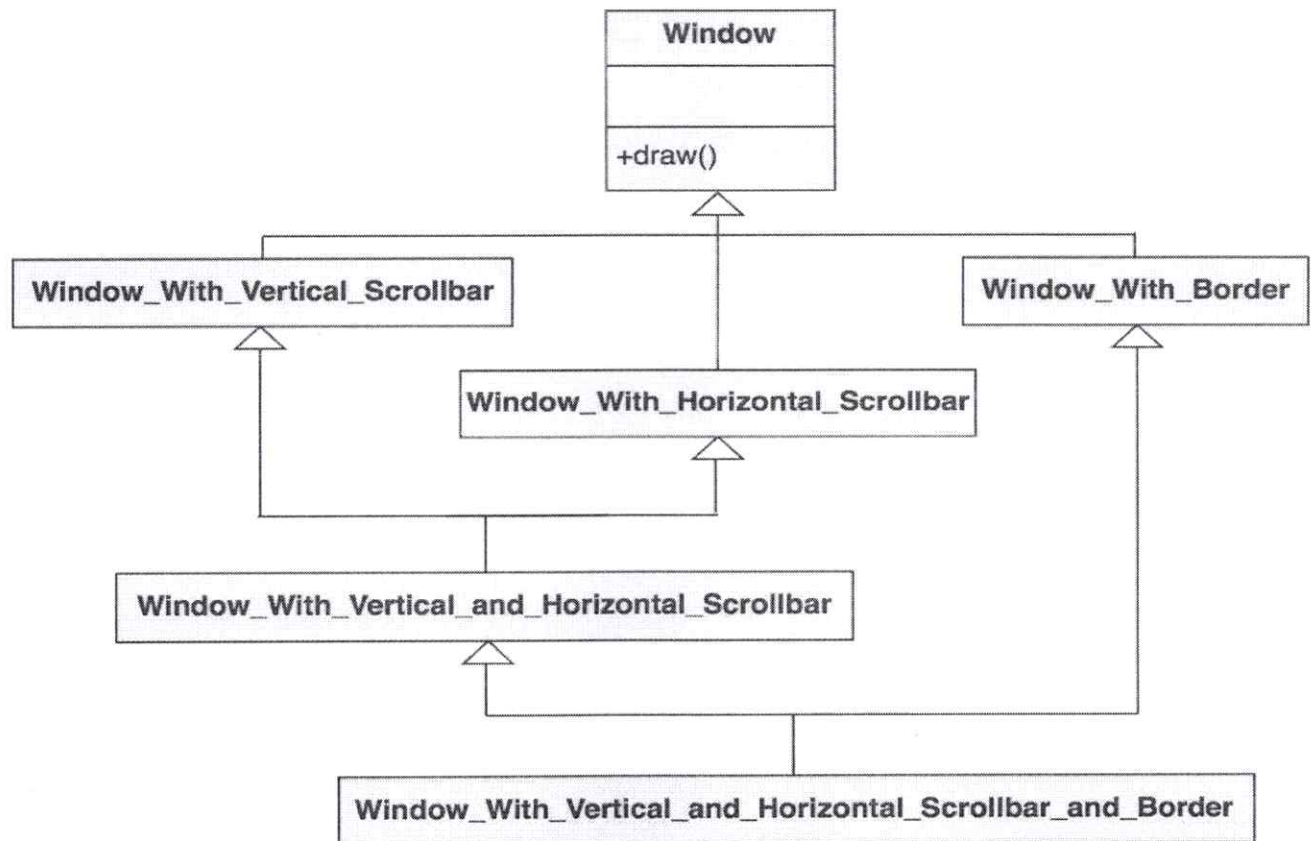 Window
+draw()
Window_With_Vertical_Scrollbar
Window_With_Border
Window_With_Horizontal_Scrollbar
Window_With_Vertical_and_Horizontal_Scrollbar
Window_With_Vertical_and_Horizontal_Scrollbar_and_Border